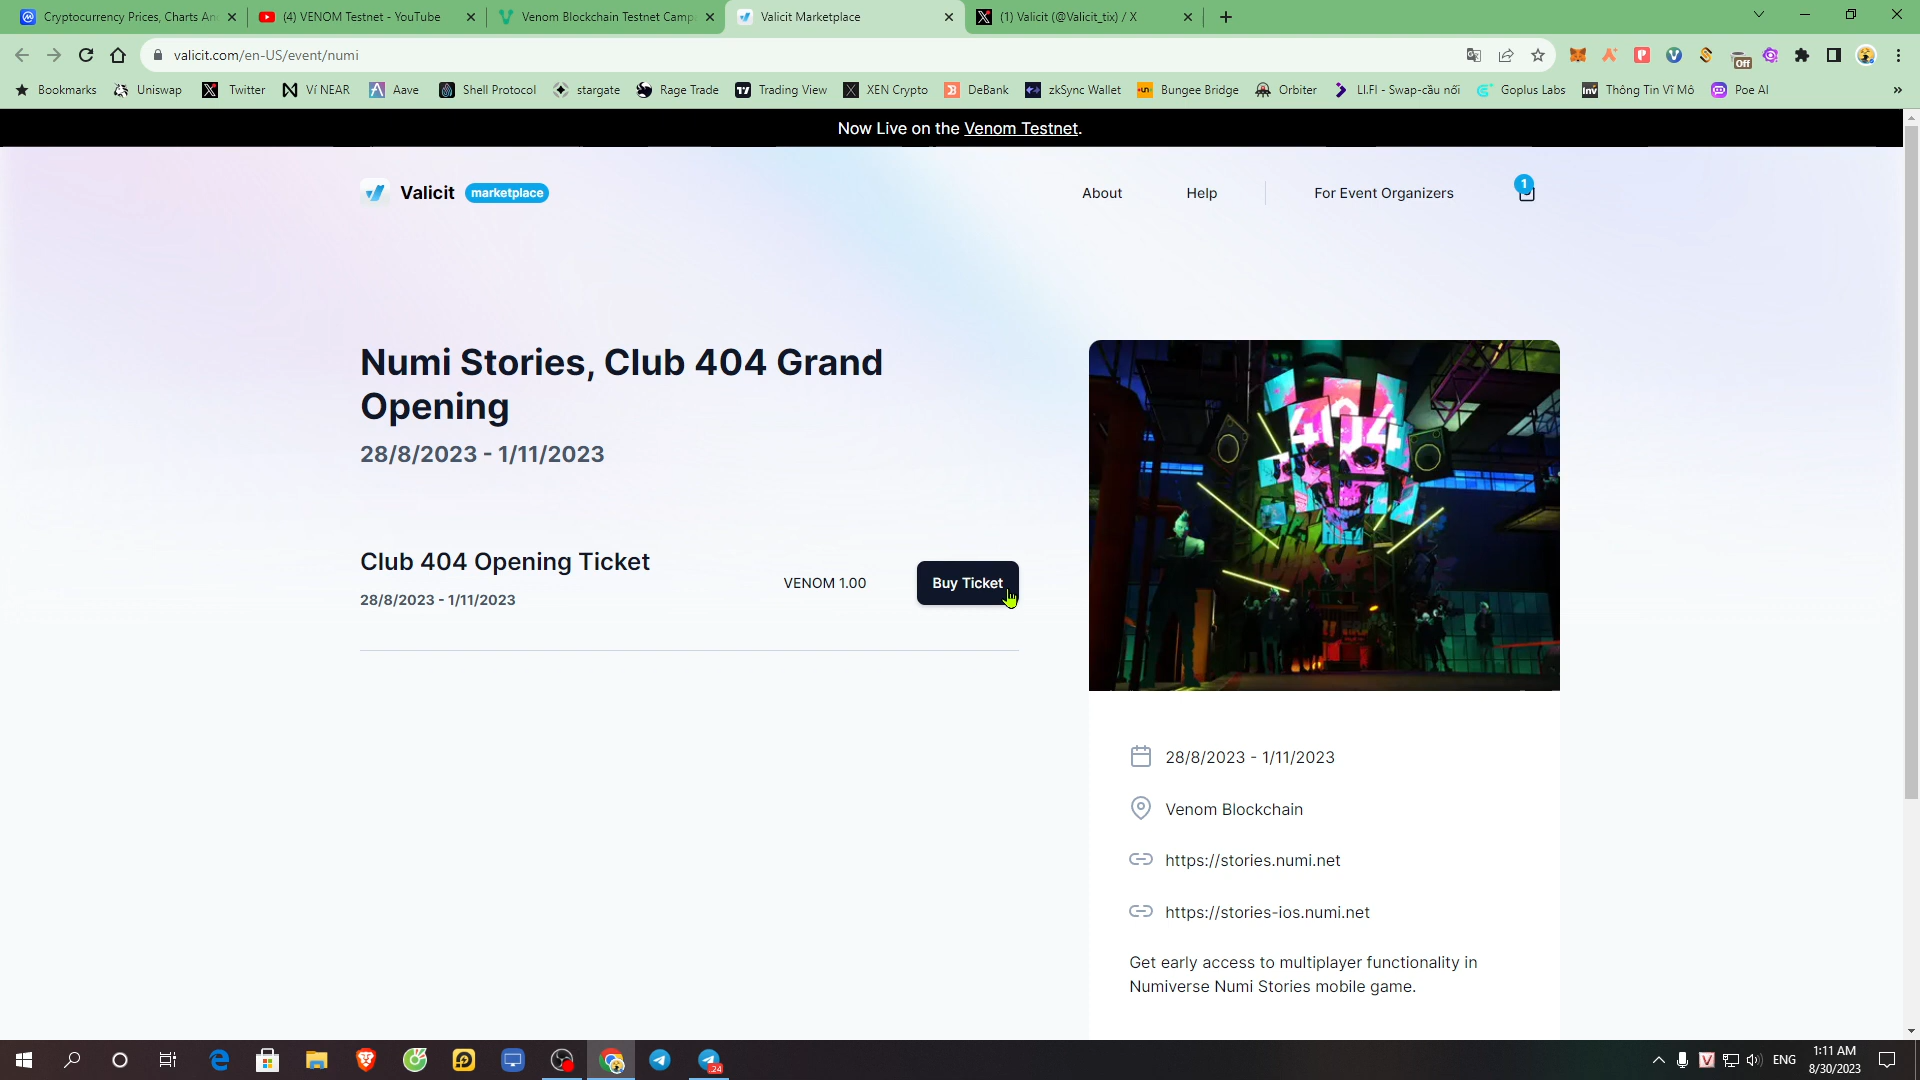 Cryptocurrency Prices, Charts An
(4) VENOM Testnet - YouTube
Venom Blockchain Testnet Camp
Valicit Marketplace
(1) Valicit (@Valicit_tix) / X
valicit.com/en-US/event/numi
Off
Bookmarks
Uniswap
Twitter
Ví NEAR
Aave
Shell Protocol
stargate
Rage Trade
Trading View
XEN Crypto
DeBank
zkSync Wallet
Bungee Bridge
Orbiter
LI.FI - Swap-cầu nối
Goplus Labs
Thông Tin Vĩ Mô
Poe AI
Now Live on the Venom Testnet.
Valicit marketplace
About
Help
For Event Organizers
1
Numi Stories, Club 404 Grand
Opening
28/8/2023 - 1/11/2023
Club 404 Opening Ticket
28/8/2023 - 1/11/2023
VENOM 1.00
Buy Ticket
404
28/8/2023 - 1/11/2023
Venom Blockchain
https://stories.numi.net
https://stories-ios.numi.net
Get early access to multiplayer functionality in
Numiverse Numi Stories mobile game.
24
ENG
1:11 AM
8/30/2023